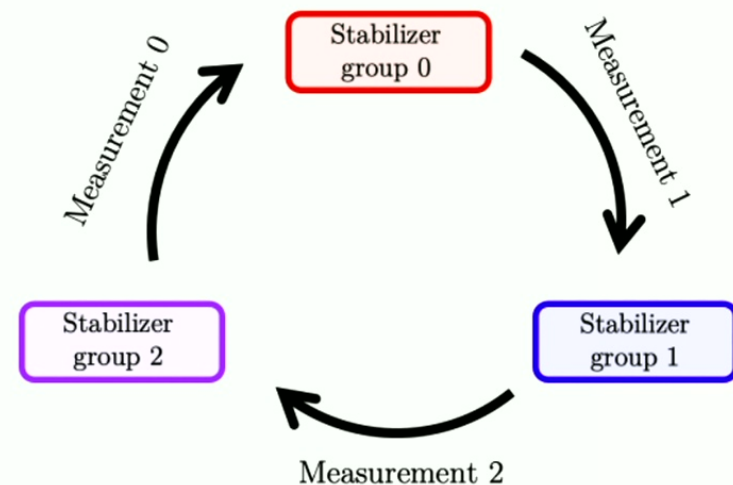 Stabilizer
group 0
Measurement 0
Measurement 1
Stabilizer
group 2
Stabilizer
group 1
Measurement 2